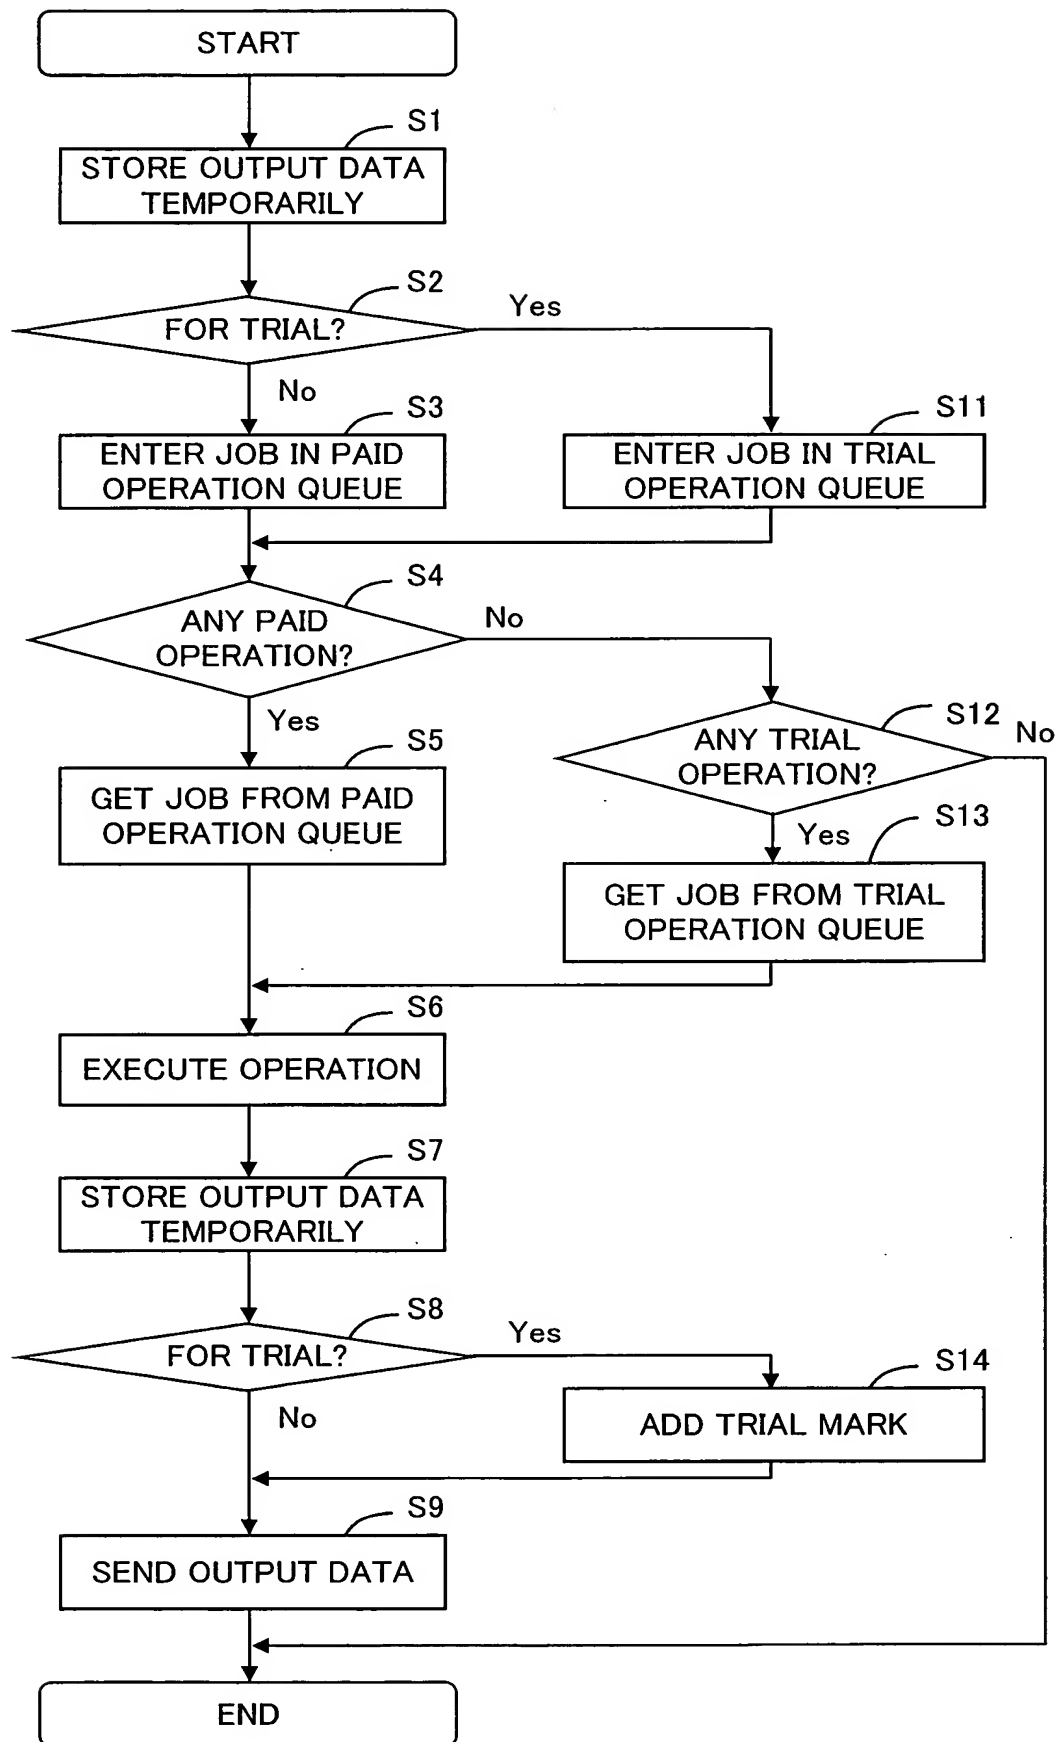 START
S1
STORE OUTPUT DATA
TEMPORARILY
S2
FOR TRIAL?
Yes
No
S3
ENTER JOB IN PAID
OPERATION QUEUE
S11
ENTER JOB IN TRIAL
OPERATION QUEUE
S4
ANY PAID
OPERATION?
No
Yes
S12
ANY TRIAL
OPERATION?
No
S5
GET JOB FROM PAID
OPERATION QUEUE
Yes
S13
GET JOB FROM TRIAL
OPERATION QUEUE
S6
EXECUTE OPERATION
S7
STORE OUTPUT DATA
TEMPORARILY
S8
FOR TRIAL?
Yes
No
S14
ADD TRIAL MARK
S9
SEND OUTPUT DATA
END